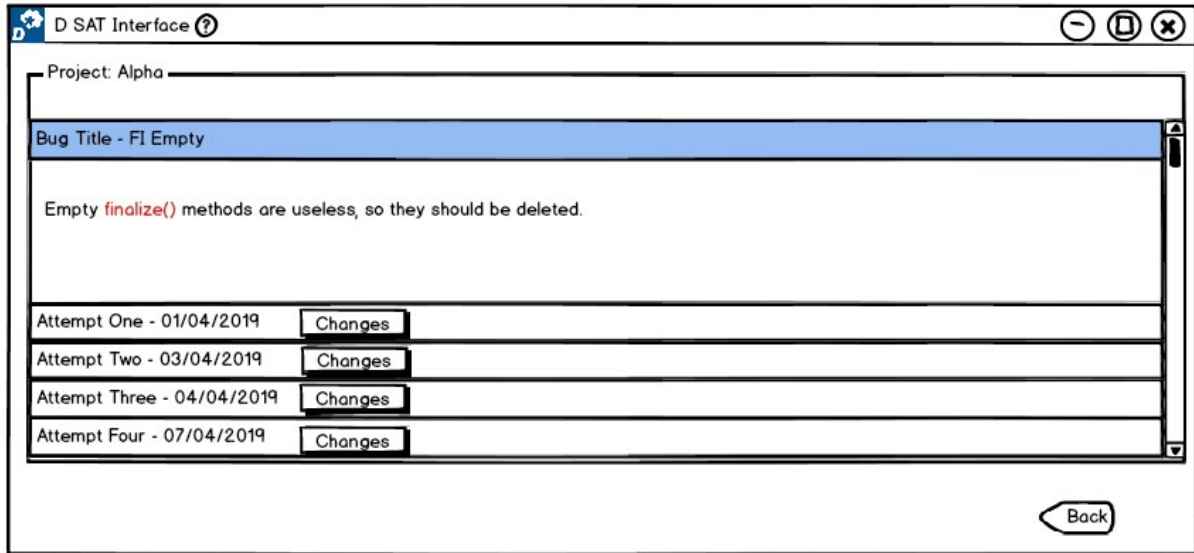 D
D SAT Interface ?
Project: Alpha
Bug Title - FI Empty
Empty finalize() methods are useless, so they should be deleted.
Attempt One - 01/04/2019 Changes
Attempt Two - 03/04/2019 Changes
Attempt Three - 04/04/2019 Changes
Attempt Four - 07/04/2019 Changes
Back